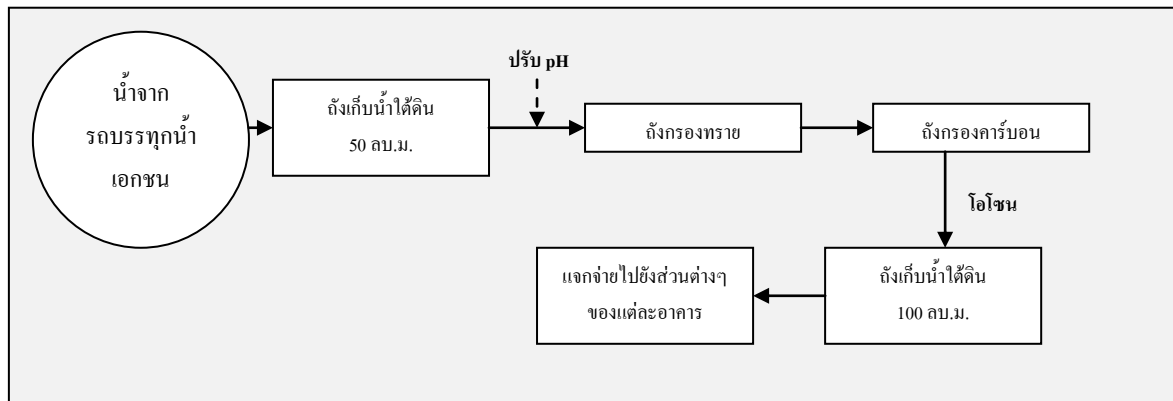 น้ำจาก
รถบรรทุกน้ำ
เอกชน
ถังเก็บน้ำใต้ดิน
50 ลบ.ม.
ปรับ pH
ถังกรองทราย
ถังกรองคาร์บอน
โอโซน
ถังเก็บน้ำใต้ดิน
100 ลบ.ม.
แจกจ่ายไปยังส่วนต่างๆ
ของแต่ละอาคาร